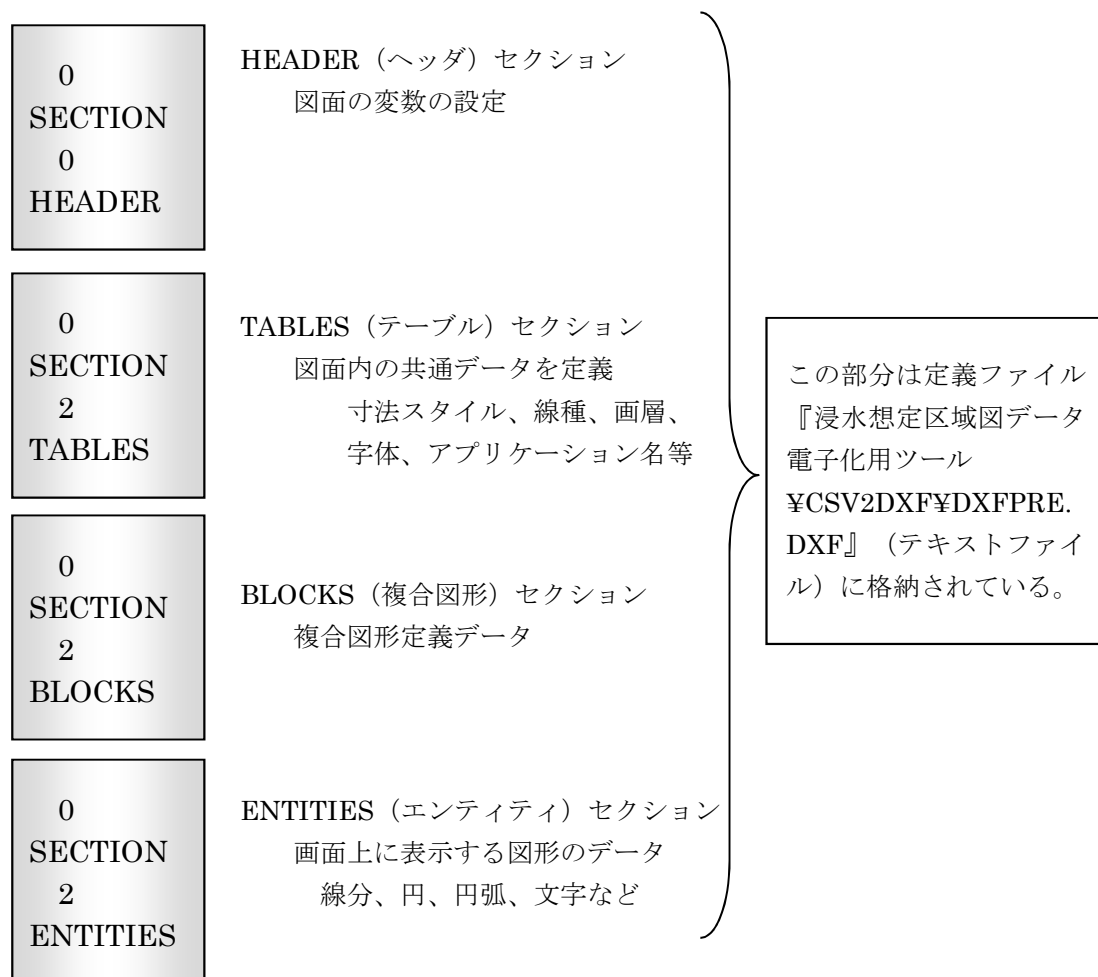 0
SECTION
0
HEADER
HEADER（ヘッダ）セクション
図面の変数の設定
0
SECTION
2
TABLES
TABLES（テーブル）セクション
図面内の共通データを定義
寸法スタイル、線種、画層、
字体、アプリケーション名等
0
SECTION
2
BLOCKS
BLOCKS（複合図形）セクション
複合図形定義データ
0
SECTION
2
ENTITIES
ENTITIES（エンティティ）セクション
画面上に表示する図形のデータ
線分、円、円弧、文字など
この部分は定義ファイル
『浸水想定区域図データ
電子化用ツール
¥CSV2DXF¥DXFPRE.
DXF』（テキストファイ
ル）に格納されている。